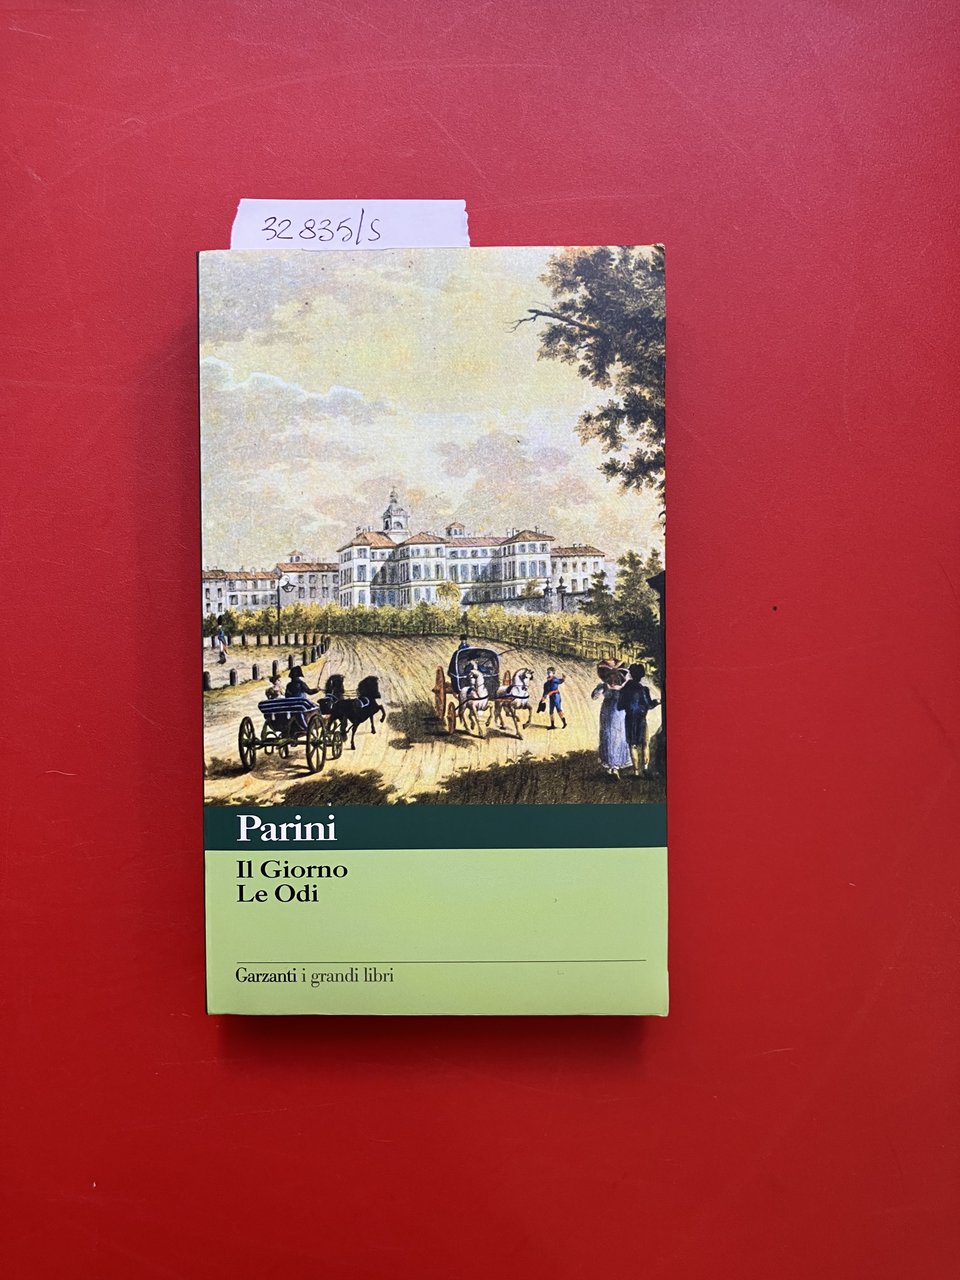 32835/S
Parini
Il Giorno
Le Odi
Garzanti i grandi libri